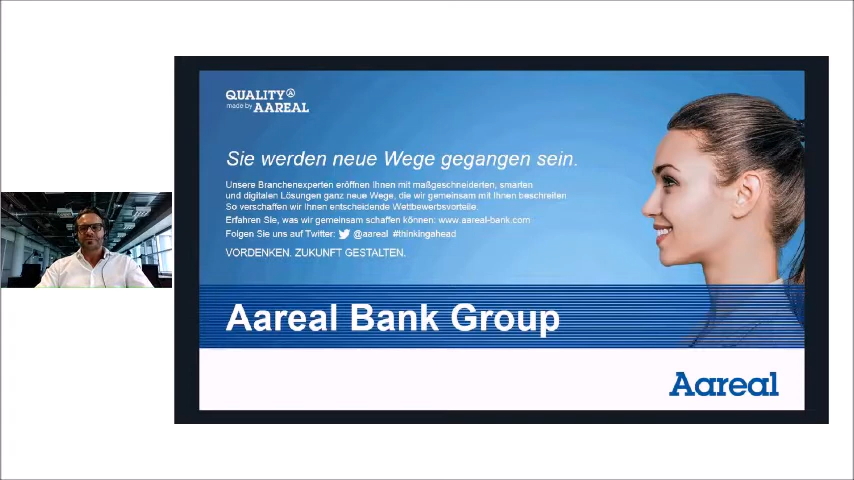 QUALITY
made by AAREAL
Sie werden neue Wege gegangen sein.
Unsere Branchenexperten eröffnen Ihnen mit maßgeschneiderten, smarten
und digitalen Lösungen ganz neue Wege, die wir gemeinsam mit Ihnen beschreiten
So verschaffen wir Ihnen entscheidende Wettbewerbsvorteile.
Erfahren Sie, was wir gemeinsam schaffen können: www.aareal-bank.com
Folgen Sie uns auf Twitter: @aareal #thinkingahead
VORDENKEN. ZUKUNFT GESTALTEN.
Aareal Bank Group
Aareal